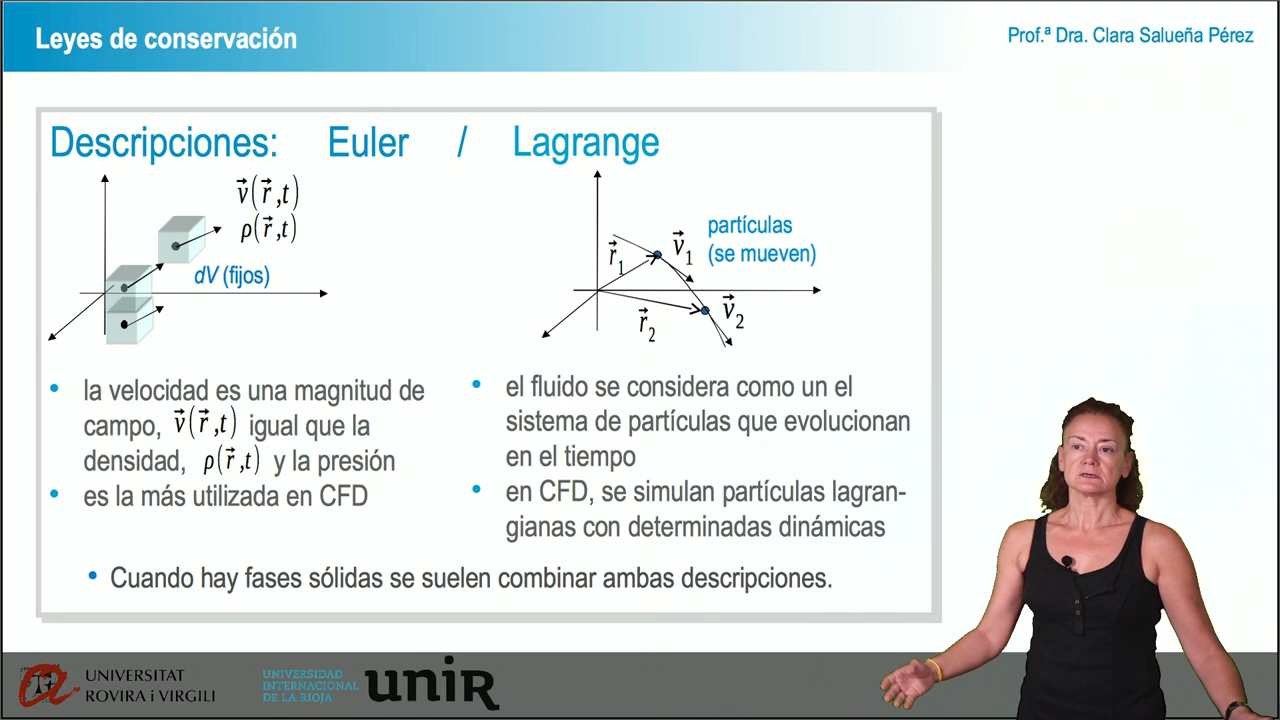 Leyes de conservación
Prof.ª Dra. Clara Salueña Pérez
Descripciones: Euler / Lagrange
v⃗(r⃗,t)
ρ(r⃗,t)
dV (fijos)
partículas
(se mueven)
r⃗₁
v⃗₁
r⃗₂
v⃗₂
• la velocidad es una magnitud de
campo, v⃗(r⃗,t) igual que la
densidad, ρ(r⃗,t) y la presión
• es la más utilizada en CFD
• el fluido se considera como un el
sistema de partículas que evolucionan
en el tiempo
• en CFD, se simulan partículas lagran-
gianas con determinadas dinámicas
• Cuando hay fases sólidas se suelen combinar ambas descripciones.
UNIVERSITAT
ROVIRA i VIRGILI
UNIVERSIDAD
INTERNACIONAL
DE LA RIOJA
unir